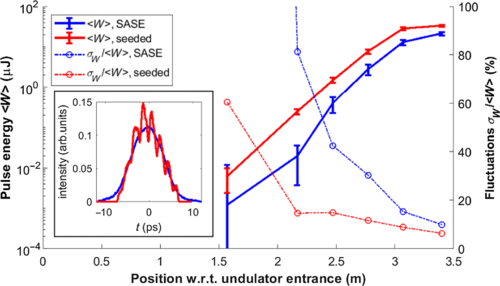 <W>, SASE
<W>, seeded
σW/<W>, SASE
σW/<W>, seeded
Pulse energy <W> (μJ)
10^2
10^0
10^-2
10^-4
Fluctuations σW/<W> (%)
100
80
60
40
20
0
intensity (arb.units)
0.15
0.1
0.05
0
-10
0
10
t (ps)
0
0.5
1
1.5
2
2.5
3
3.5
Position w.r.t. undulator entrance (m)